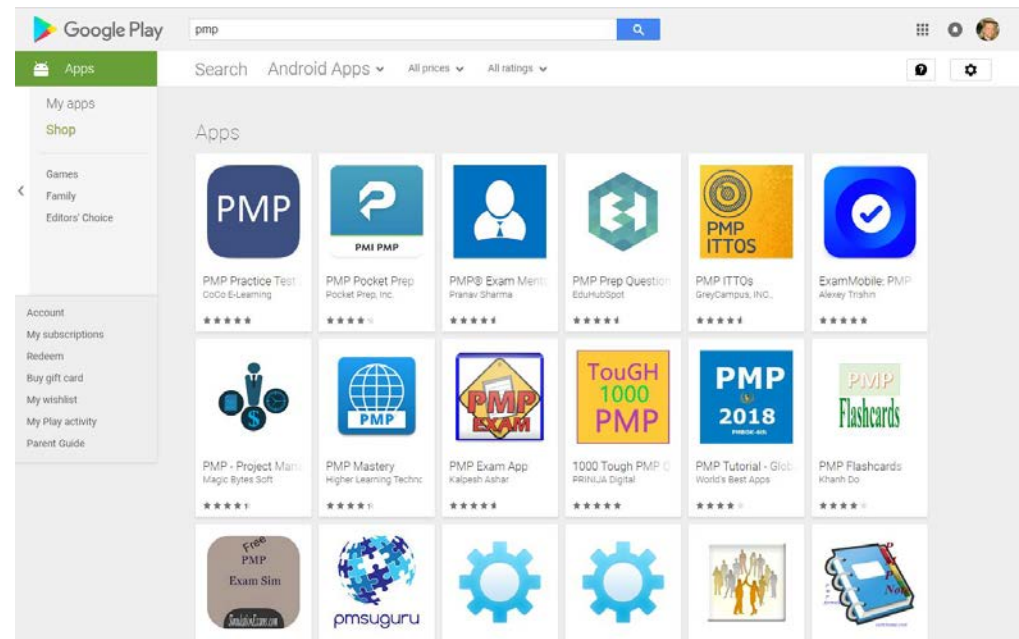 Google Play
pmp
Apps
Search Android Apps All prices All ratings
My apps
Shop
Games
Family
Editors' Choice
Account
My subscriptions
Redeem
Buy gift card
My wishlist
My Play activity
Parent Guide
Apps
PMP
PMI PMP
PMP
ITTOS
PMP Practice Test
CoCo E-Learning
PMP Pocket Prep
Pocket Prep, Inc.
PMP® Exam Ment
Pranav Sharma
PMP Prep Question
EduHubSpot
PMP ITTOs
GreyCampus, INC.,
ExamMobile: PMP
Alexey Trishin
PMP
PMP
EXAM
TouGH
1000
PMP
PMP
2018
PMP
Flashcards
PMP - Project Man
Magic Bytes Soft
PMP Mastery
Higher Learning Techno
PMP Exam App
Kalpesh Ashar
1000 Tough PMP Q
PRINIJA Digital
PMP Tutorial - Glob
World's Best Apps
PMP Flashcards
Khanh Do
Free
PMP
Exam Sim
pmsuguru